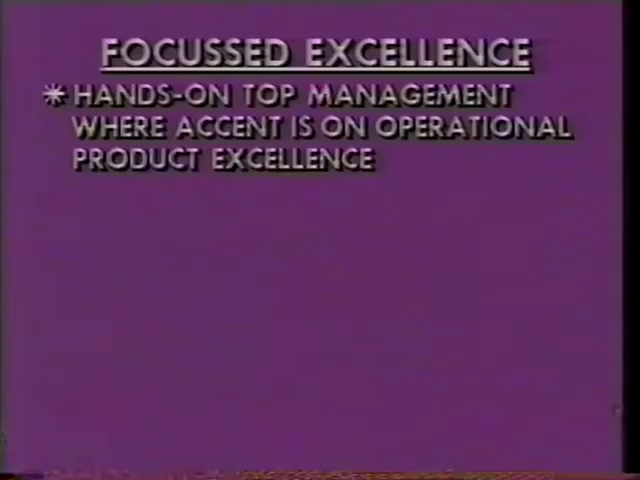 FOCUSSED EXCELLENCE
* HANDS-ON TOP MANAGEMENT
WHERE ACCENT IS ON OPERATIONAL
PRODUCT EXCELLENCE